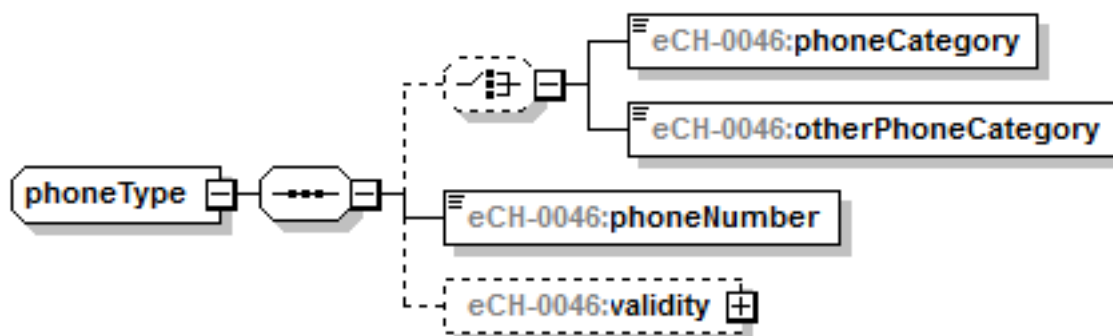 eCH-0046:phoneCategory
eCH-0046:otherPhoneCategory
phoneType
eCH-0046:phoneNumber
eCH-0046:validity